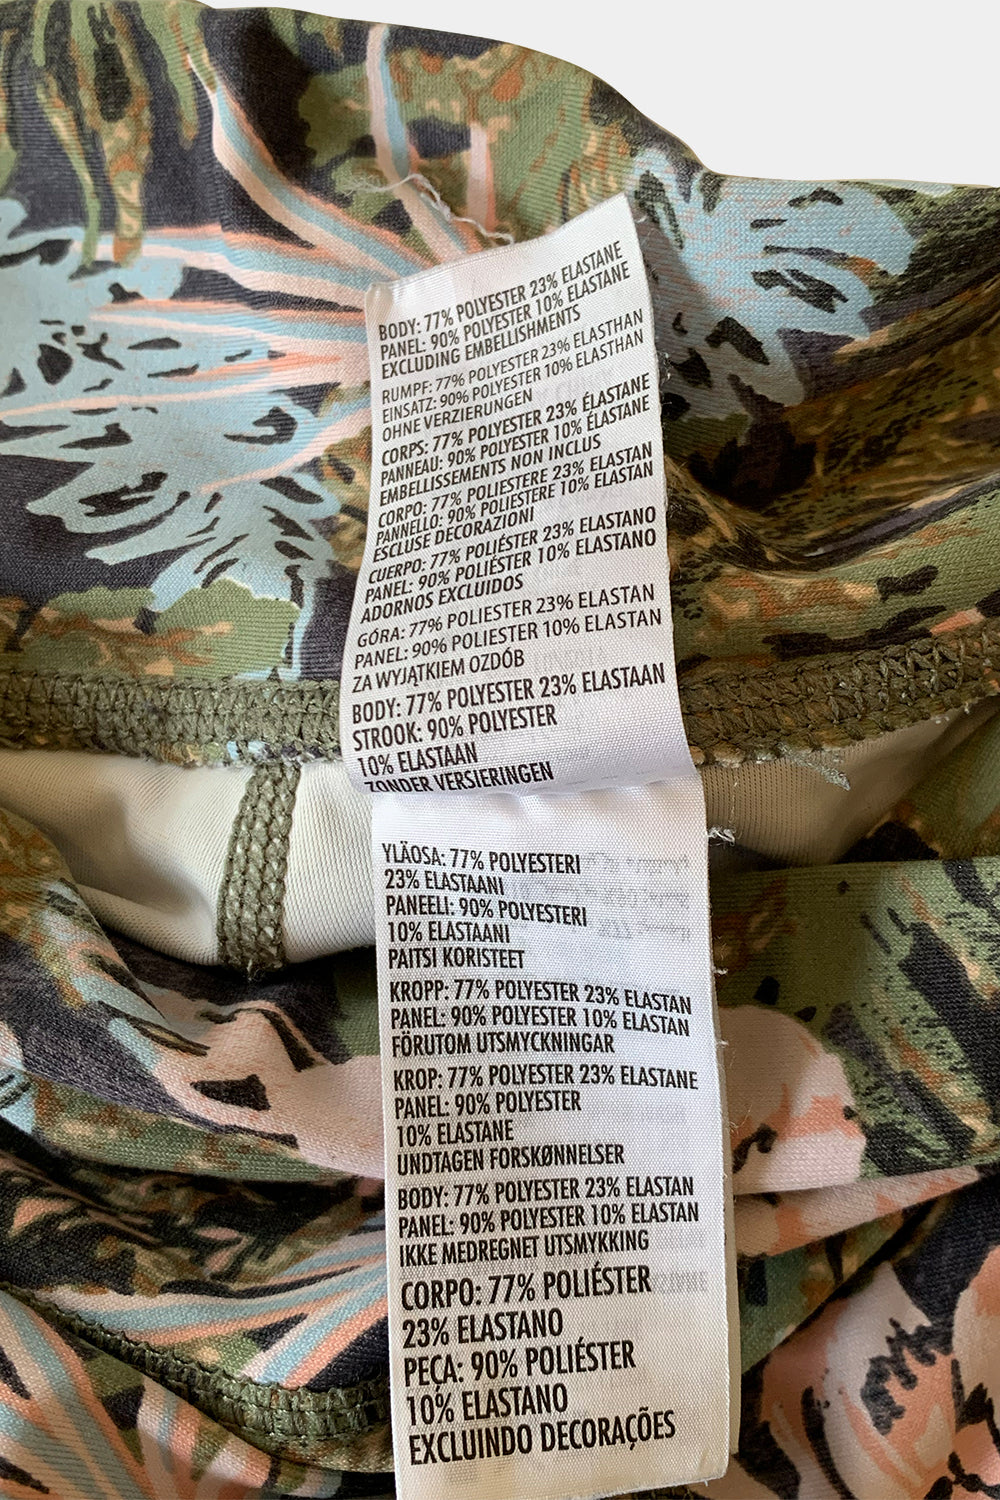 BODY: 77% POLYESTER 23% ELASTANE
PANEL: 90% POLYESTER 10% ELASTANE
EXCLUDING EMBELLISHMENTS
RUMPF: 77% POLYESTER 23% ELASTHAN
EINSATZ: 90% POLYESTER 10% ELASTHAN
OHNE VERZIERUNGEN
CORPS: 77% POLYESTER 23% ÉLASTANE
PANNEAU: 90% POLYESTER 10% ÉLASTANE
EMBELLISSEMENTS NON INCLUS
CORPO: 77% POLIESTERE 23% ELASTAN
PANNELLO: 90% POLIESTERE 10% ELASTAN
ESCLUSE DECORAZIONI
CUERPO: 77% POLIÉSTER 23% ELASTANO
PANEL: 90% POLIÉSTER 10% ELASTANO
ADORNOS EXCLUIDOS
GÓRA: 77% POLIESTER 23% ELASTAN
PANEL: 90% POLIESTER 10% ELASTAN
ZA WYJĄTKIEM OZDÓB
BODY: 77% POLYESTER 23% ELASTAAN
STROOK: 90% POLYESTER
10% ELASTAAN
ZONDER VERSIERINGEN
YLÄOSA: 77% POLYESTERI
23% ELASTAANI
PANEELI: 90% POLYESTERI
10% ELASTAANI
PAITSI KORISTEET
KROPP: 77% POLYESTER 23% ELASTAN
PANEL: 90% POLYESTER 10% ELASTAN
FÖRUTOM UTSMYCKNINGAR
KROP: 77% POLYESTER 23% ELASTANE
PANEL: 90% POLYESTER
10% ELASTANE
UNDTAGEN FORSKØNNELSER
BODY: 77% POLYESTER 23% ELASTAN
PANEL: 90% POLYESTER 10% ELASTAN
IKKE MEDREGNET UTSMYKKING
CORPO: 77% POLIÉSTER
23% ELASTANO
PEÇA: 90% POLIÉSTER
10% ELASTANO
EXCLUINDO DECORAÇÕES